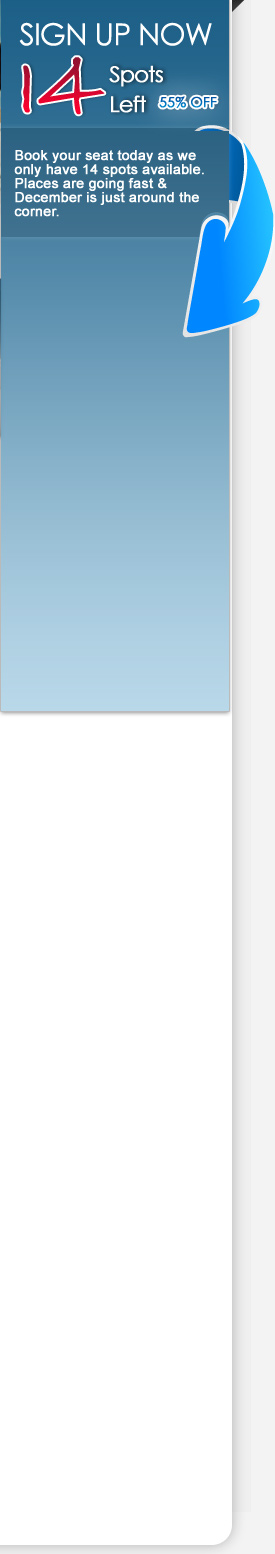 SIGN UP NOW
14 Spots
Left 55% OFF
Book your seat today as we
only have 14 spots available.
Places are going fast &
December is just around the
corner.